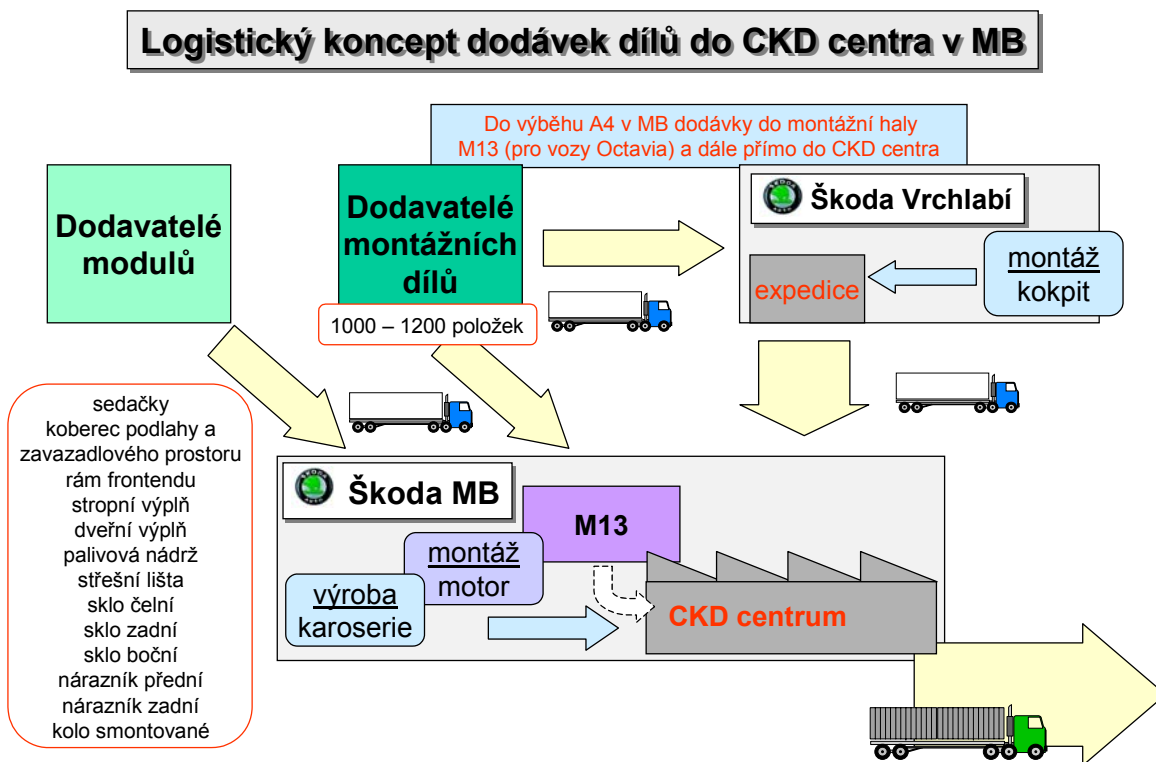 Logistický koncept dodávek dílů do CKD centra v MB
Do výběhu A4 v MB dodávky do montážní haly
M13 (pro vozy Octavia) a dále přímo do CKD centra
Dodavatelé
modulů
Dodavatelé
montážních
dílů
1000 – 1200 položek
Škoda Vrchlabí
expedice
montáž
kokpit
sedačky
koberec podlahy a
zavazadlového prostoru
rám frontendu
stropní výplň
dveřní výplň
palivová nádrž
střešní lišta
sklo čelní
sklo zadní
sklo boční
nárazník přední
nárazník zadní
kolo smontované
Škoda MB
M13
montáž
motor
výroba
karoserie
CKD centrum